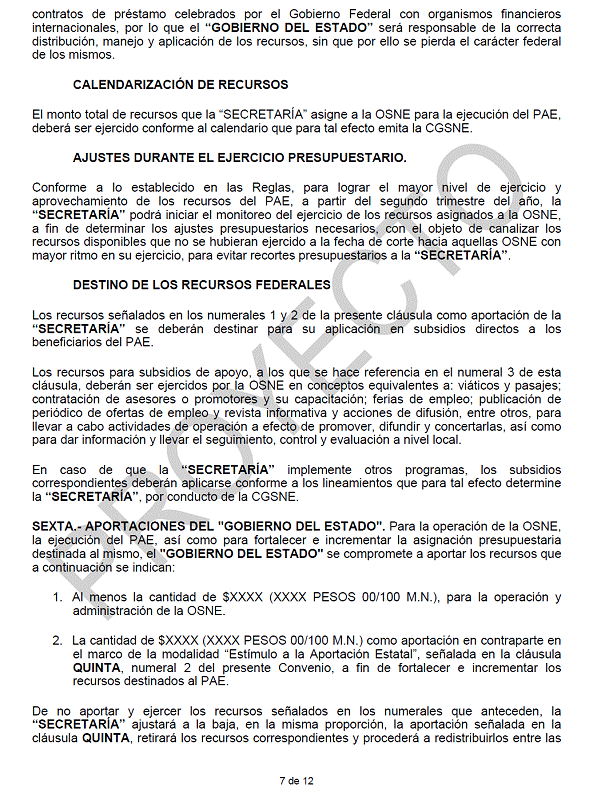 contratos de préstamo celebrados por el Gobierno Federal con organismos financieros
internacionales, por lo que el “GOBIERNO DEL ESTADO” será responsable de la correcta
distribución, manejo y aplicación de los recursos, sin que por ello se pierda el carácter federal
de los mismos.
CALENDARIZACIÓN DE RECURSOS
El monto total de recursos que la “SECRETARÍA” asigne a la OSNE para la ejecución del PAE,
deberá ser ejercido conforme al calendario que para tal efecto emita la CGSNE.
AJUSTES DURANTE EL EJERCICIO PRESUPUESTARIO.
Conforme a lo establecido en las Reglas, para lograr el mayor nivel de ejercicio y
aprovechamiento de los recursos del PAE, a partir del segundo trimestre del año, la
“SECRETARÍA” podrá iniciar el monitoreo del ejercicio de los recursos asignados a la OSNE,
a fin de determinar los ajustes presupuestarios necesarios, con el objeto de canalizar los
recursos disponibles que no se hubieran ejercido a la fecha de corte hacia aquellas OSNE con
mayor ritmo en su ejercicio, para evitar recortes presupuestarios a la “SECRETARÍA”.
DESTINO DE LOS RECURSOS FEDERALES
Los recursos señalados en los numerales 1 y 2 de la presente cláusula como aportación de la
“SECRETARÍA” se deberán destinar para su aplicación en subsidios directos a los
beneficiarios del PAE.
Los recursos para subsidios de apoyo, a los que se hace referencia en el numeral 3 de esta
cláusula, deberán ser ejercidos por la OSNE en conceptos equivalentes a: viáticos y pasajes;
contratación de asesores o promotores y su capacitación; ferias de empleo; publicación de
periódico de ofertas de empleo y revista informativa y acciones de difusión, entre otros, para
llevar a cabo actividades de operación a efecto de promover, difundir y concertarlas, así como
para dar información y llevar el seguimiento, control y evaluación a nivel local.
En caso de que la “SECRETARÍA” implemente otros programas, los subsidios
correspondientes deberán aplicarse conforme a los lineamientos que para tal efecto determine
la “SECRETARÍA”, por conducto de la CGSNE.
SEXTA.- APORTACIONES DEL "GOBIERNO DEL ESTADO". Para la operación de la OSNE,
la ejecución del PAE, así como para fortalecer e incrementar la asignación presupuestaria
destinada al mismo, el "GOBIERNO DEL ESTADO" se compromete a aportar los recursos que
a continuación se indican:
1. Al menos la cantidad de $XXXX (XXXX PESOS 00/100 M.N.), para la operación y
administración de la OSNE.
2. La cantidad de $XXXX (XXXX PESOS 00/100 M.N.) como aportación en contraparte en
el marco de la modalidad “Estímulo a la Aportación Estatal”, señalada en la cláusula
QUINTA, numeral 2 del presente Convenio, a fin de fortalecer e incrementar los
recursos destinados al PAE.
De no aportar y ejercer los recursos señalados en los numerales que anteceden, la
“SECRETARÍA” ajustará a la baja, en la misma proporción, la aportación señalada en la
cláusula QUINTA, retirará los recursos correspondientes y procederá a redistribuirlos entre las
7 de 12
PROYECTO